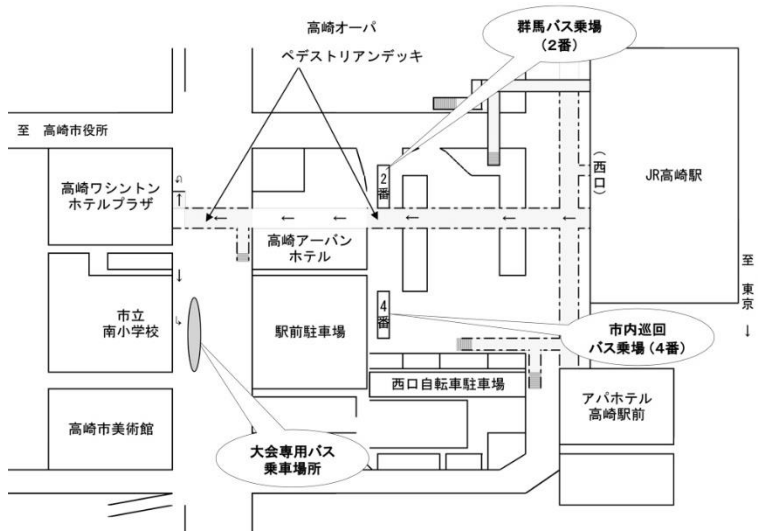 高崎オーパ
ペデストリアンデッキ
群馬バス乗場
(2番)
至 高崎市役所
高崎ワシントン
ホテルプラザ
2番
(西口)
JR高崎駅
← ← ← ← ← ←
高崎アーバン
ホテル
至 東京 ↓
市立
南小学校
駅前駐車場
4番
市内巡回
バス乗場(4番)
西口自転車駐車場
アパホテル
高崎駅前
高崎市美術館
大会専用バス
乗車場所